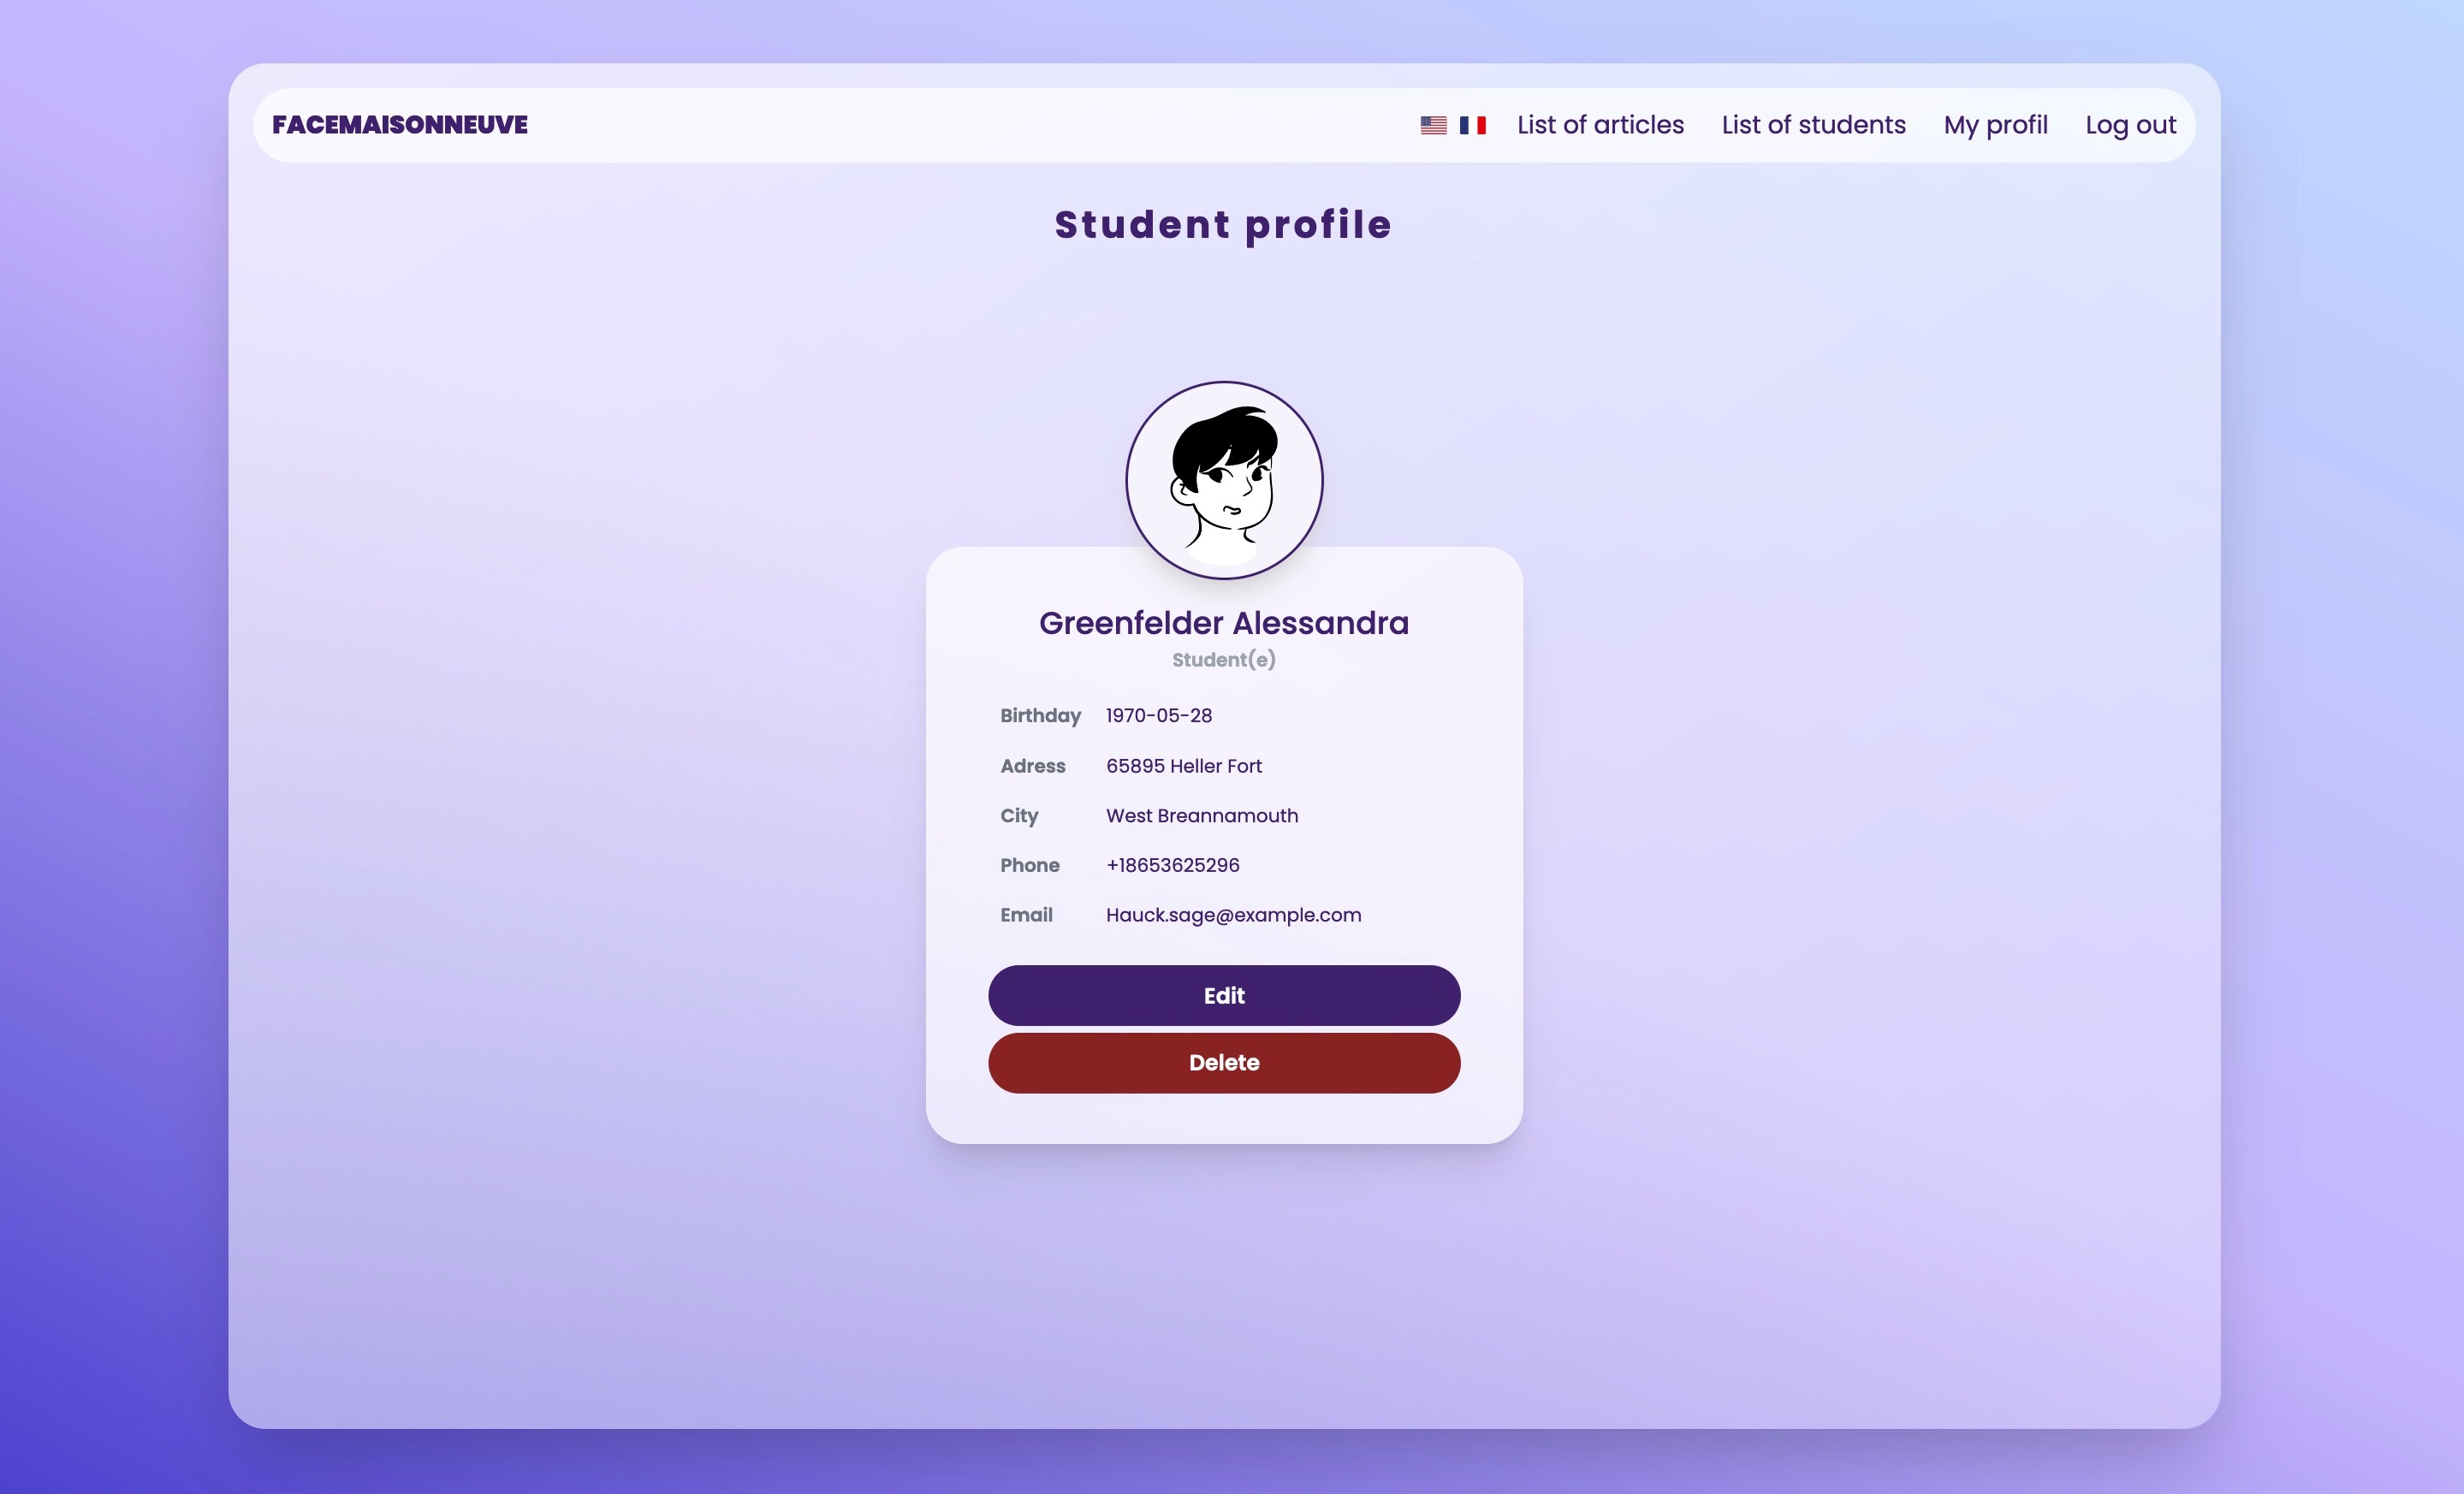 FACEMAISONNEUVE
List of articles
List of students
My profil
Log out
Student profile
Greenfelder Alessandra
Student(e)
Birthday 1970-05-28
Adress 65895 Heller Fort
City West Breannamouth
Phone +18653625296
Email Hauck.sage@example.com
Edit
Delete